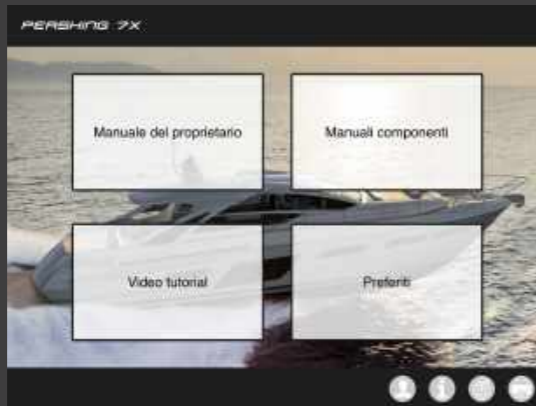 PERSHING 7X
Manuale del proprietario
Manuali componenti
Video tutorial
Preferiti